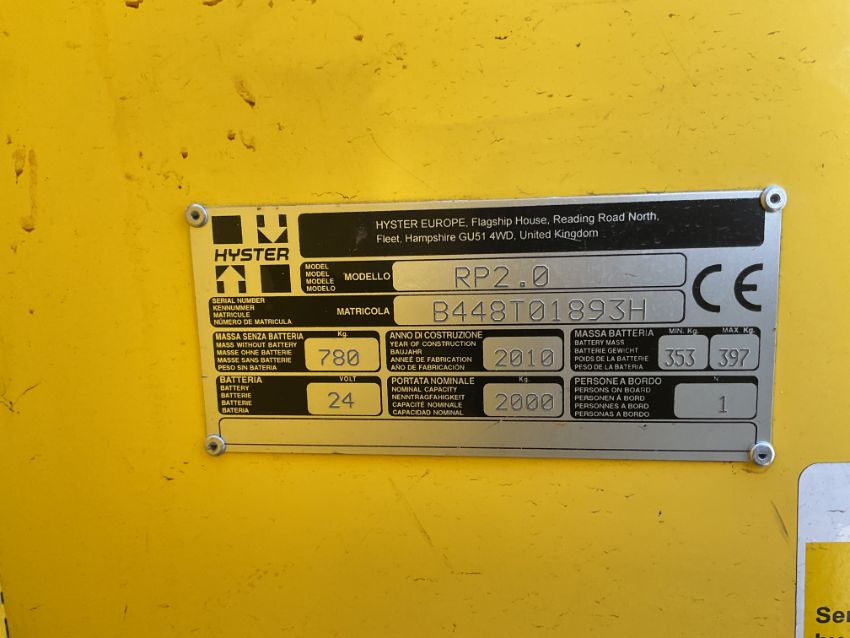 HYSTER
HYSTER EUROPE, Flagship House, Reading Road North,
Fleet, Hampshire GU51 4WD, United Kingdom
MODEL
MODELL
MODELE
MODELO
MODELLO
RP2.0
SERIAL NUMBER
KENNUMMER
MATRICULE
NÚMERO DE MATRICULA
MATRICOLA
B448T01893H
CE
MASSA SENZA BATTERIA
MASS WITHOUT BATTERY
MASSE OHNE BATTERIE
MASSE SANS BATTERIE
PESO SIN BATERIA
Kg.
780
ANNO DI COSTRUZIONE
YEAR OF CONSTRUCTION
BAUJAHR
ANNEÉ DE FABRICATION
AÑO DE FABRICACIÓN
2010
MASSA BATTERIA
BATTERY MASS
BATTERIE GEWICHT
POIDS DE LA BATTERIE
PESO DE LA BATERIA
MIN. Kg.
353
MAX. Kg.
397
BATTERIA
BATTERY
BATTERIE
BATTERIE
BATERIA
VOLT
24
PORTATA NOMINALE
NOMINAL CAPACITY
NENNTRAGFAHIGKEIT
CAPACITÉ NOMINALE
CAPACIDAD NOMINAL
Kg.
2000
PERSONE A BORDO
PERSONS ON BOARD
PERSONEN Á BORD
PERSONNES A BORD
PERSONAS A BORDO
1